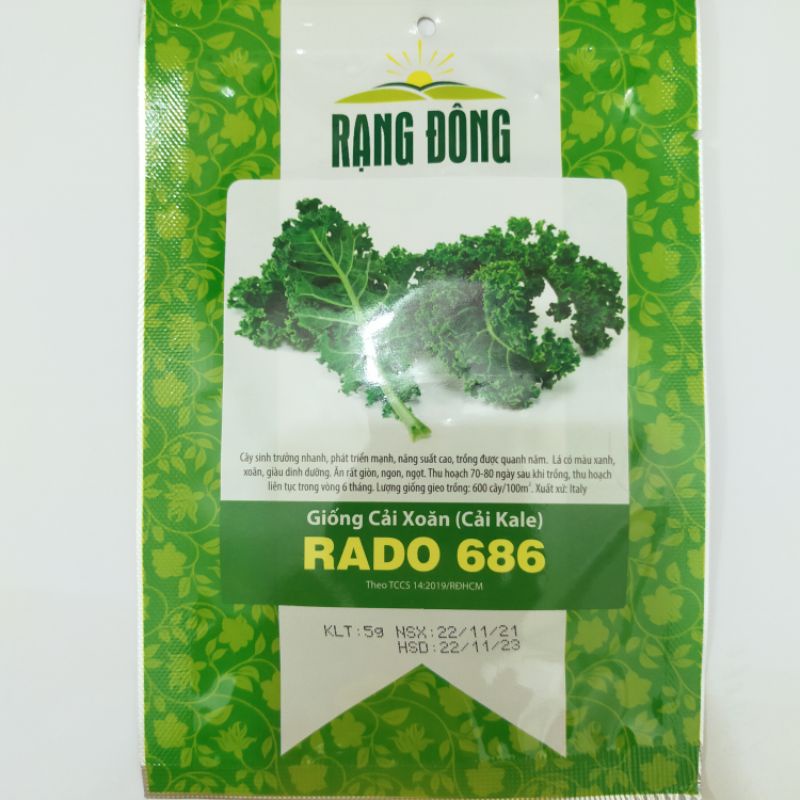 RẠNG ĐÔNG
Cây sinh trưởng nhanh, phát triển mạnh, năng suất cao, trồng được quanh năm. Lá có màu xanh,
xoăn, giàu dinh dưỡng. Ăn rất giòn, ngon, ngọt. Thu hoạch 70-80 ngày sau khi trồng, thu hoạch
liên tục trong vòng 6 tháng. Lượng giống gieo trồng: 600 cây/100m². Xuất xứ: Italy
Giống Cải Xoăn (Cải Kale)
RADO 686
Theo TCCS 14:2019/RĐHCM
KLT:5g NSX:22/11/21
HSD:22/11/23